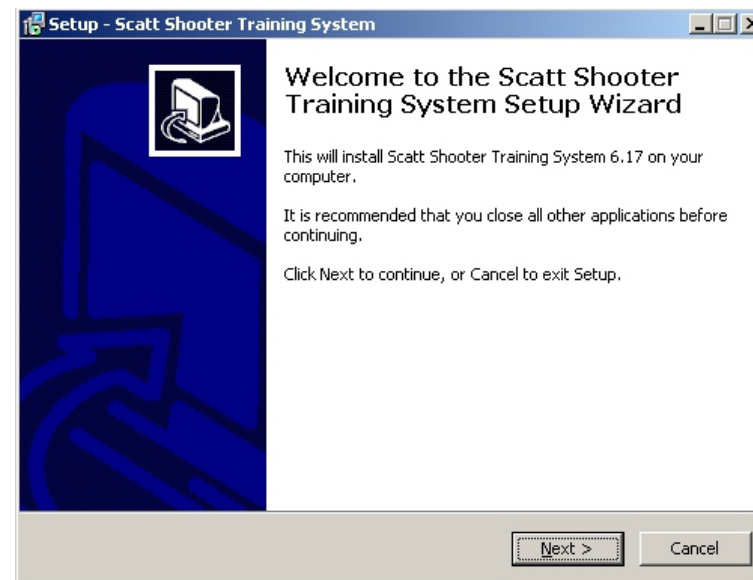 Setup - Scatt Shooter Training System
Welcome to the Scatt Shooter
Training System Setup Wizard
This will install Scatt Shooter Training System 6.17 on your
computer.
It is recommended that you close all other applications before
continuing.
Click Next to continue, or Cancel to exit Setup.
Next > Cancel